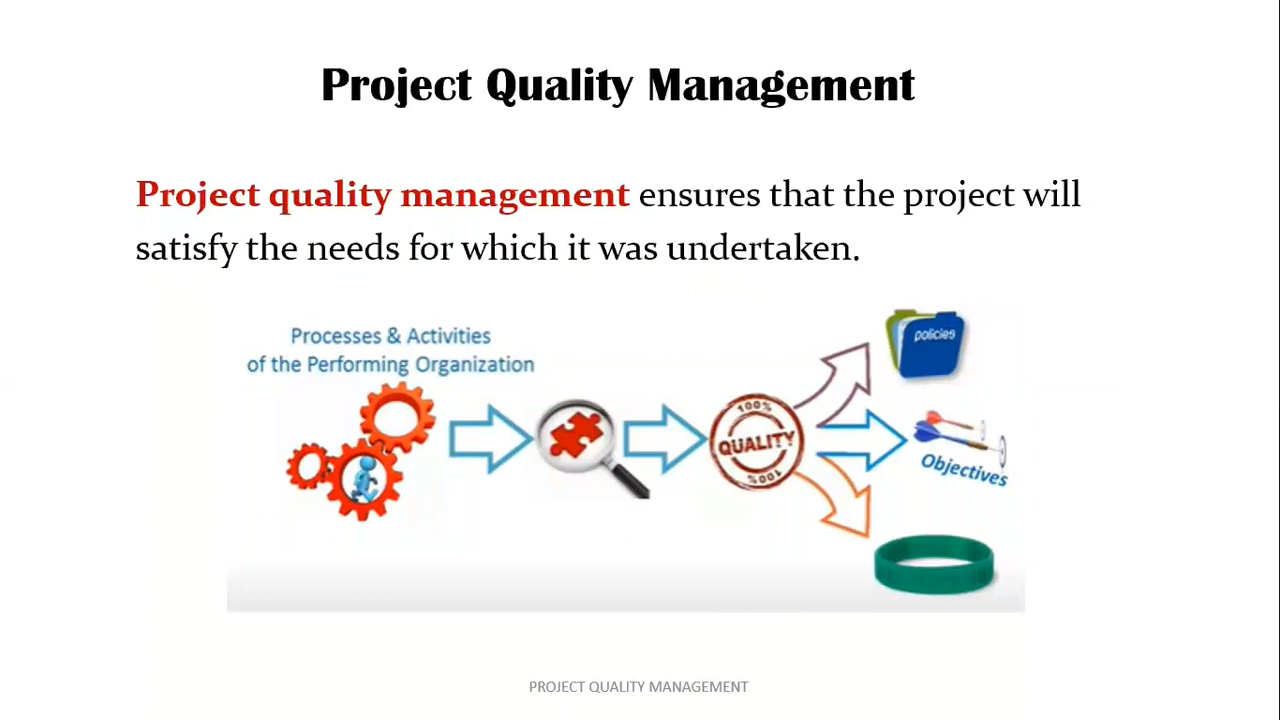 Project Quality Management
Project quality management ensures that the project will
satisfy the needs for which it was undertaken.
Processes & Activities
of the Performing Organization
policies
100%
QUALITY
100%
Objectives
PROJECT QUALITY MANAGEMENT